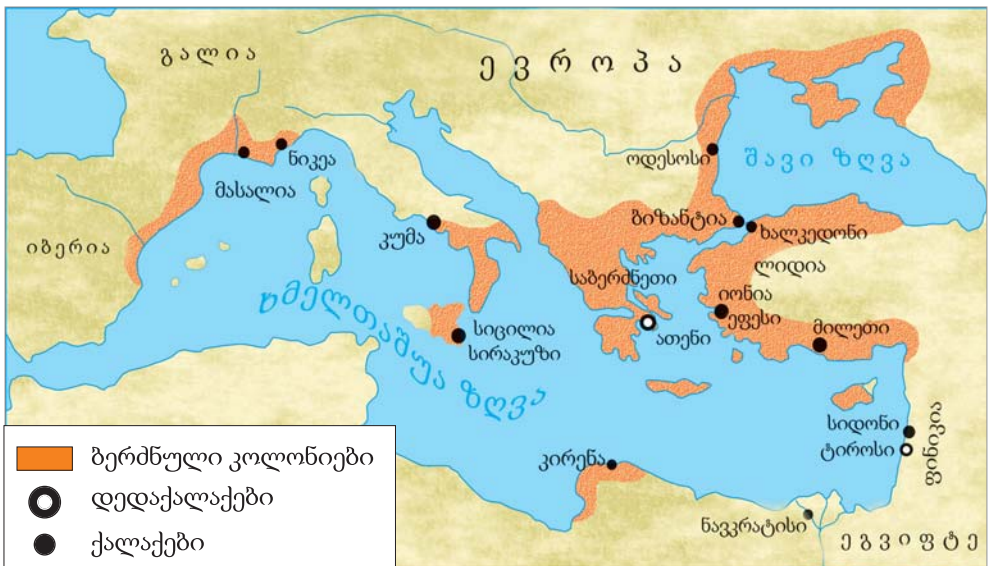 გალია
ევროპა
ნიკეა
მასალია
იბერია
ოდესოსი
შავი ზღვა
ბიზანტია
ხალკედონი
კუმა
საბერძნეთი
ლიდია
იონია
ეფესი
მილეთი
ათენი
სიცილია
სირაკუზი
ხმელთაშუა ზღვა
სიდონი
ტიროსი
ფინიკია
კირენა
ნავკრატისი
ეგვიპტე
ბერძნული კოლონიები
დედაქალაქები
ქალაქები